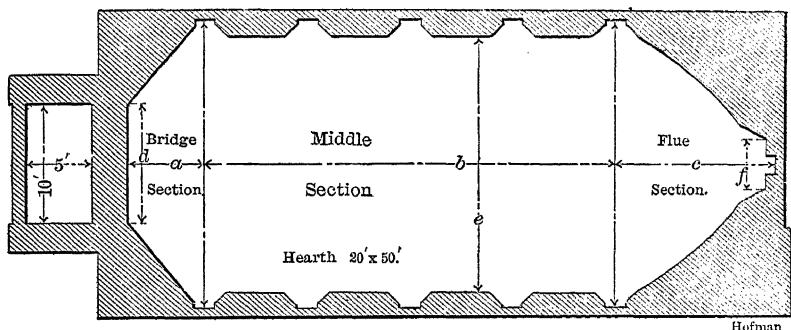 Bridge
Middle
Flue
d
5'
a
b
c
10'
f
Section
Section
Section.
e
Hearth 20' x 50.'
Hofman